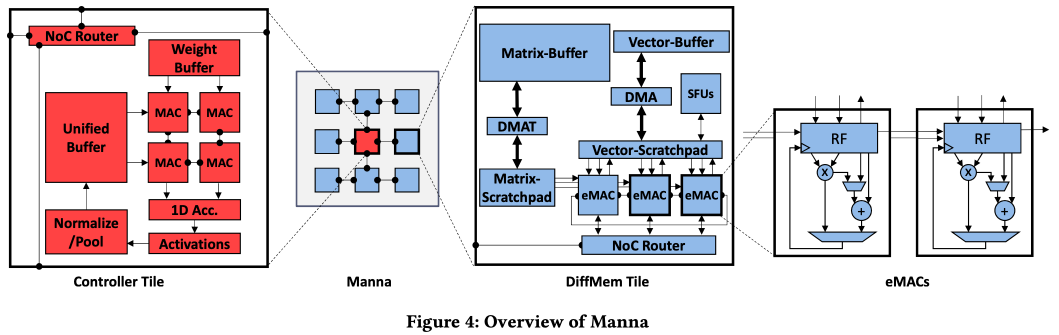 NoC Router
Weight
Buffer
Unified
Buffer
MAC
MAC
MAC
MAC
1D Acc.
Normalize
/Pool
Activations
Controller Tile
Manna
Matrix-Buffer
Vector-Buffer
DMAT
DMA
SFUs
Vector-Scratchpad
Matrix-
Scratchpad
eMAC
eMAC
eMAC
NoC Router
DiffMem Tile
RF
X
+
RF
X
+
eMACs
Figure 4: Overview of Manna